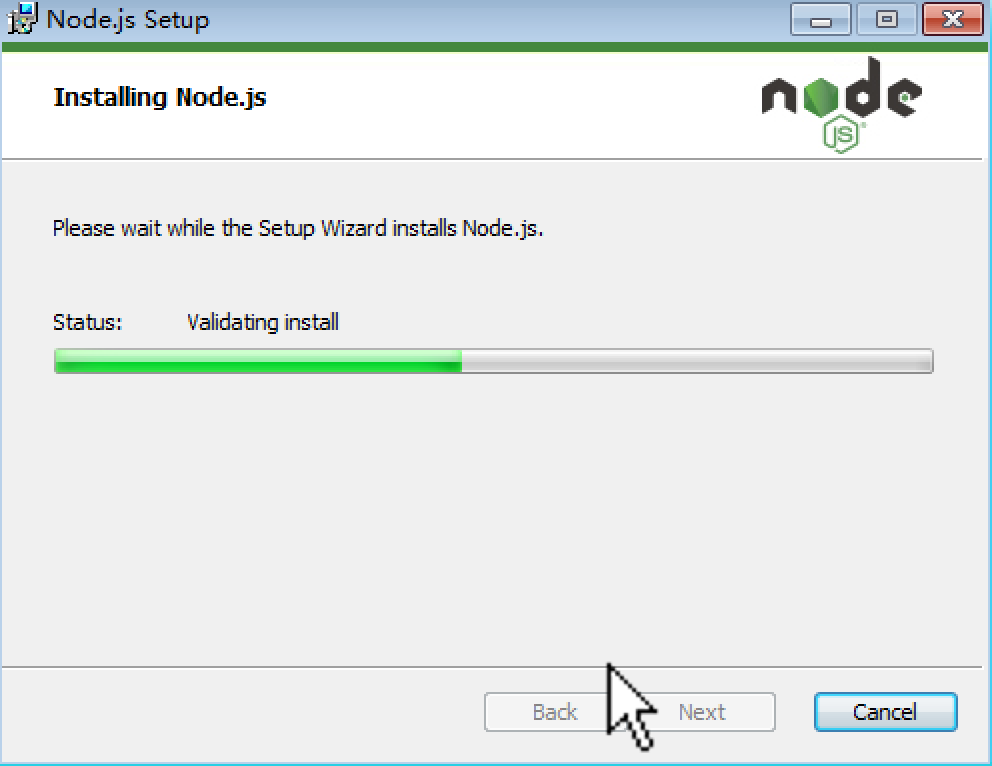 Node.js Setup
Installing Node.js
node
JS
Please wait while the Setup Wizard installs Node.js.
Status: Validating install
Back Next Cancel